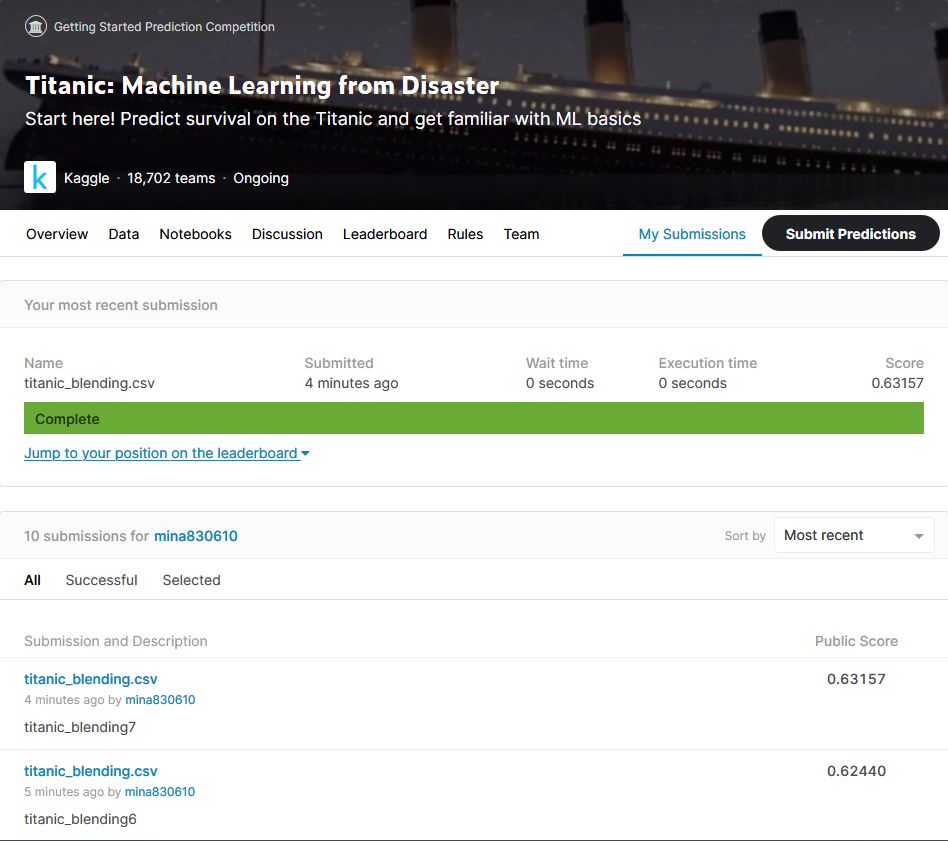 Getting Started Prediction Competition
Titanic: Machine Learning from Disaster
Start here! Predict survival on the Titanic and get familiar with ML basics
k Kaggle · 18,702 teams · Ongoing
Overview Data Notebooks Discussion Leaderboard Rules Team My Submissions Submit Predictions
Your most recent submission
Name Submitted Wait time Execution time Score
titanic_blending.csv 4 minutes ago 0 seconds 0 seconds 0.63157
Complete
Jump to your position on the leaderboard
10 submissions for mina830610 Sort by Most recent
All Successful Selected
Submission and Description Public Score
titanic_blending.csv 0.63157
4 minutes ago by mina830610
titanic_blending7
titanic_blending.csv 0.62440
5 minutes ago by mina830610
titanic_blending6